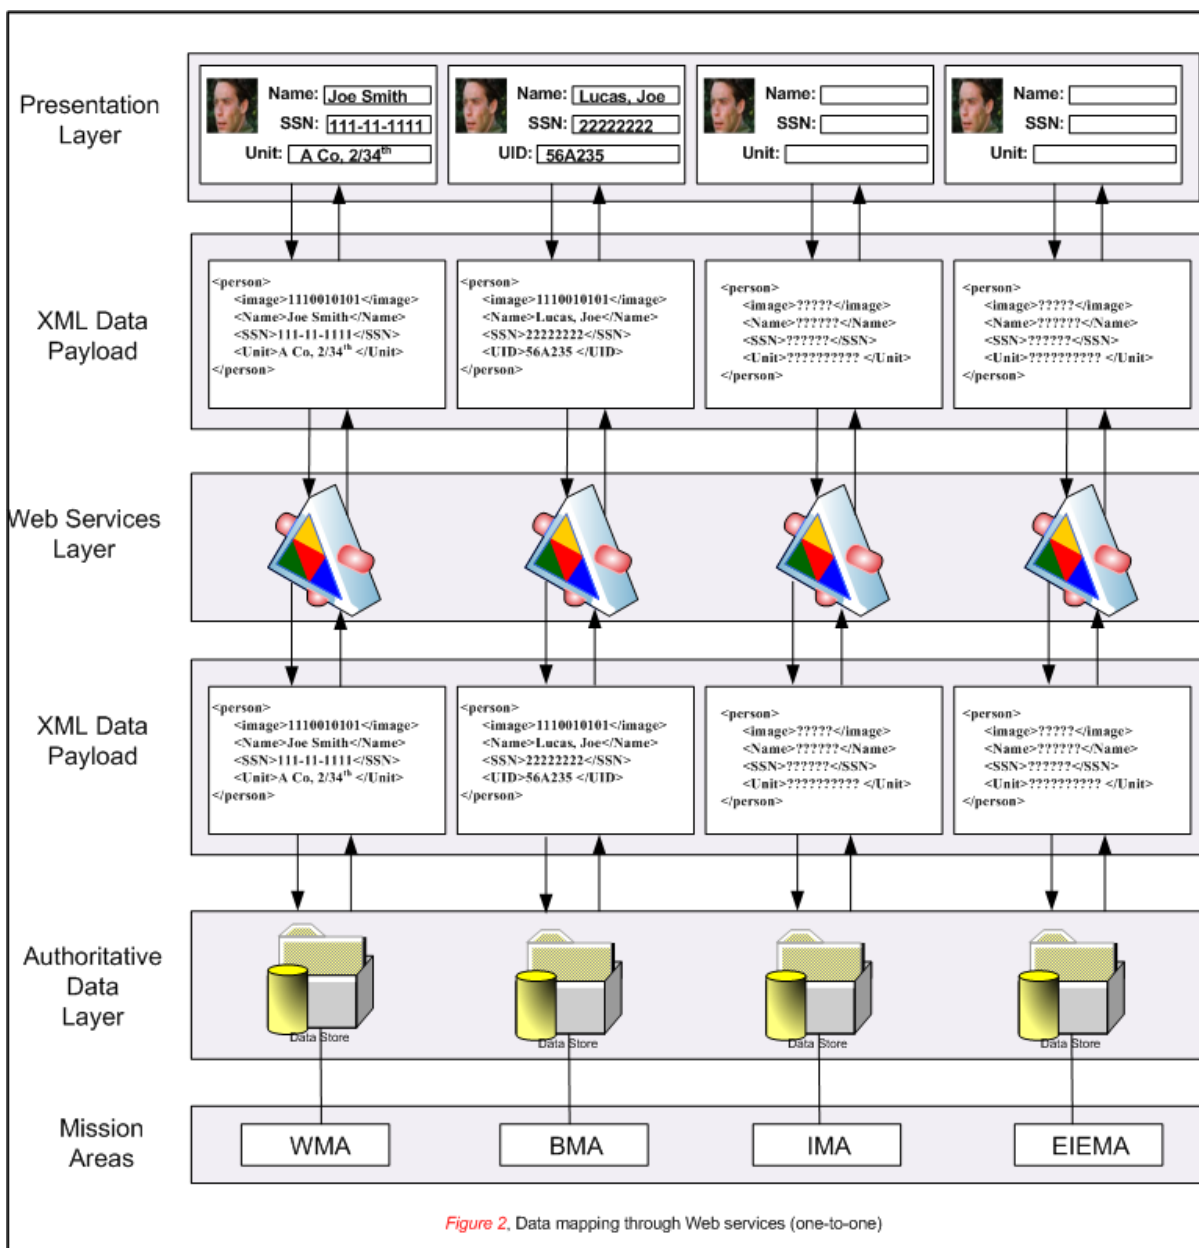 Presentation
Layer
Name: Joe Smith
SSN: 111-11-1111
Unit: A Co, 2/34th
Name: Lucas, Joe
SSN: 22222222
UID: 56A235
Name:
SSN:
Unit:
Name:
SSN:
Unit:
XML Data
Payload
<person>
<image>1110010101</image>
<Name>Joe Smith</Name>
<SSN>111-11-1111</SSN>
<Unit>A Co, 2/34th </Unit>
</person>
<person>
<image>1110010101</image>
<Name>Lucas, Joe</Name>
<SSN>22222222</SSN>
<UID>56A235 </UID>
</person>
<person>
<image>?????</image>
<Name>??????</Name>
<SSN>??????</SSN>
<Unit>?????????? </Unit>
</person>
<person>
<image>?????</image>
<Name>??????</Name>
<SSN>??????</SSN>
<Unit>?????????? </Unit>
</person>
Web Services
Layer
XML Data
Payload
<person>
<image>1110010101</image>
<Name>Joe Smith</Name>
<SSN>111-11-1111</SSN>
<Unit>A Co, 2/34th </Unit>
</person>
<person>
<image>1110010101</image>
<Name>Lucas, Joe</Name>
<SSN>22222222</SSN>
<UID>56A235 </UID>
</person>
<person>
<image>?????</image>
<Name>??????</Name>
<SSN>??????</SSN>
<Unit>?????????? </Unit>
</person>
<person>
<image>?????</image>
<Name>??????</Name>
<SSN>??????</SSN>
<Unit>?????????? </Unit>
</person>
Authoritative
Data
Layer
Data Store
Data Store
Data Store
Data Store
Mission
Areas
WMA
BMA
IMA
EIEMA
Figure 2, Data mapping through Web services (one-to-one)